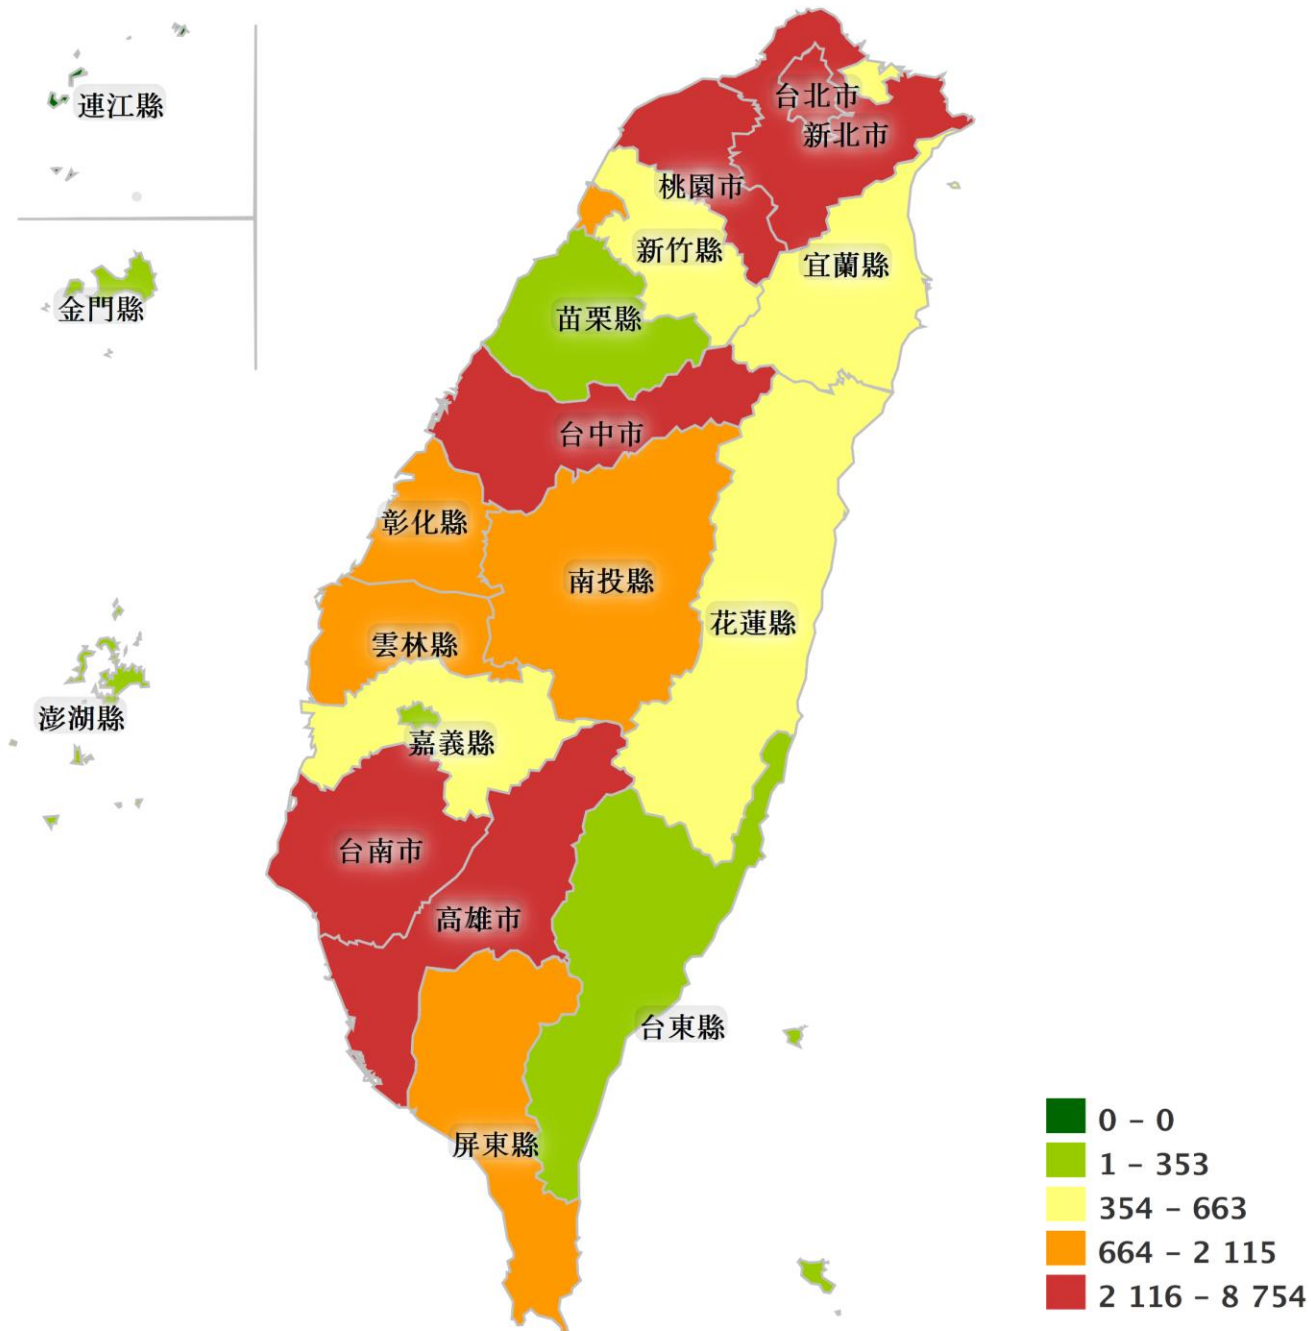 連江縣
台北市
新北市
桃園市
新竹縣
宜蘭縣
金門縣
苗栗縣
台中市
彰化縣
南投縣
花蓮縣
雲林縣
澎湖縣
嘉義縣
台南市
高雄市
台東縣
屏東縣
0 – 0
1 – 353
354 – 663
664 – 2 115
2 116 – 8 754